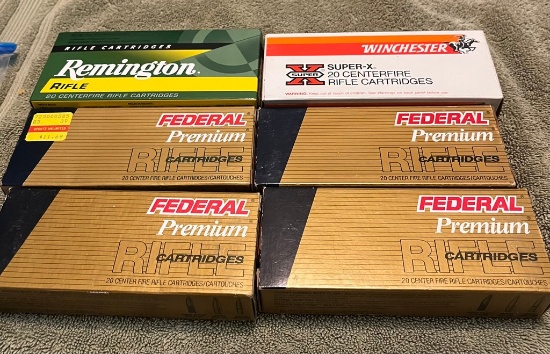 RIFLE CARTRIDGES
Remington
RIFLE
20 CENTERFIRE RIFLE CARTRIDGES
WINCHESTER
X SUPER
SUPER-X
20 CENTERFIRE
RIFLE CARTRIDGES
FEDERAL
Premium
RIFLE
CARTRIDGES
20 CENTER FIRE RIFLE CARTRIDGES/CARTOUCHES
FEDERAL
Premium
RIFLE
CARTRIDGES
20 CENTER FIRE RIFLE CARTRIDGES/CARTOUCHES
FEDERAL
Premium
RIFLE
CARTRIDGES
20 CENTER FIRE RIFLE CARTRIDGES/CARTOUCHES
FEDERAL
Premium
RIFLE
CARTRIDGES
20 CENTER FIRE RIFLE CARTRIDGES/CARTOUCHES